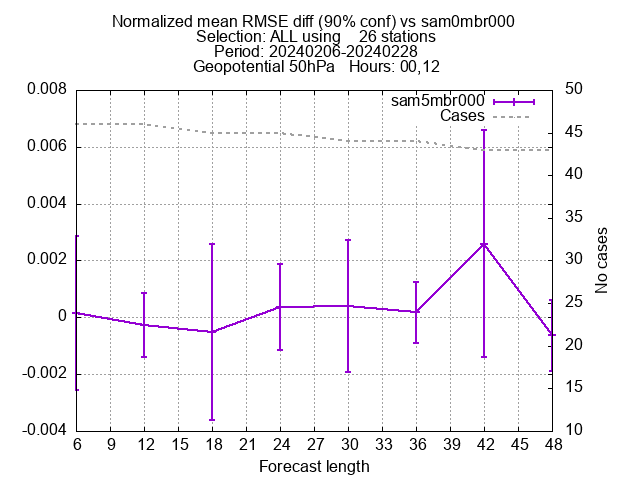 Normalized mean RMSE diff (90% conf) vs sam0mbr000
Selection: ALL using    26 stations
Period: 20240206-20240228
Geopotential 50hPa   Hours: 00,12
sam5mbr000
Cases
0.008
0.006
0.004
0.002
0
-0.002
-0.004
50
45
40
35
30
25
20
15
10
No cases
6 9 12 15 18 21 24 27 30 33 36 39 42 45 48
Forecast length